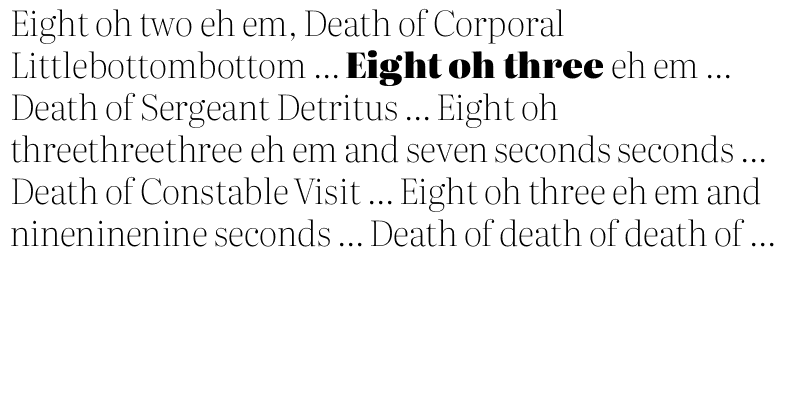 Eight oh two eh em, Death of Corporal
Littlebottombottom ... Eight oh three eh em ...
Death of Sergeant Detritus ... Eight oh
threethreethree eh em and seven seconds seconds ...
Death of Constable Visit ... Eight oh three eh em and
nineninenine seconds ... Death of death of death of ...